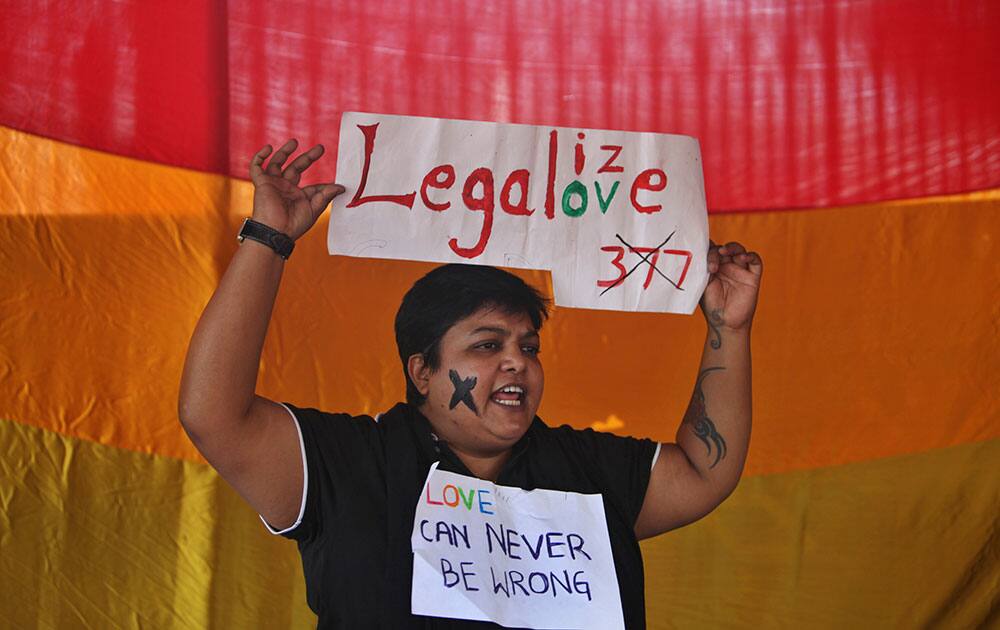 Legalize
love
377
LOVE
CAN NEVER
BE WRONG